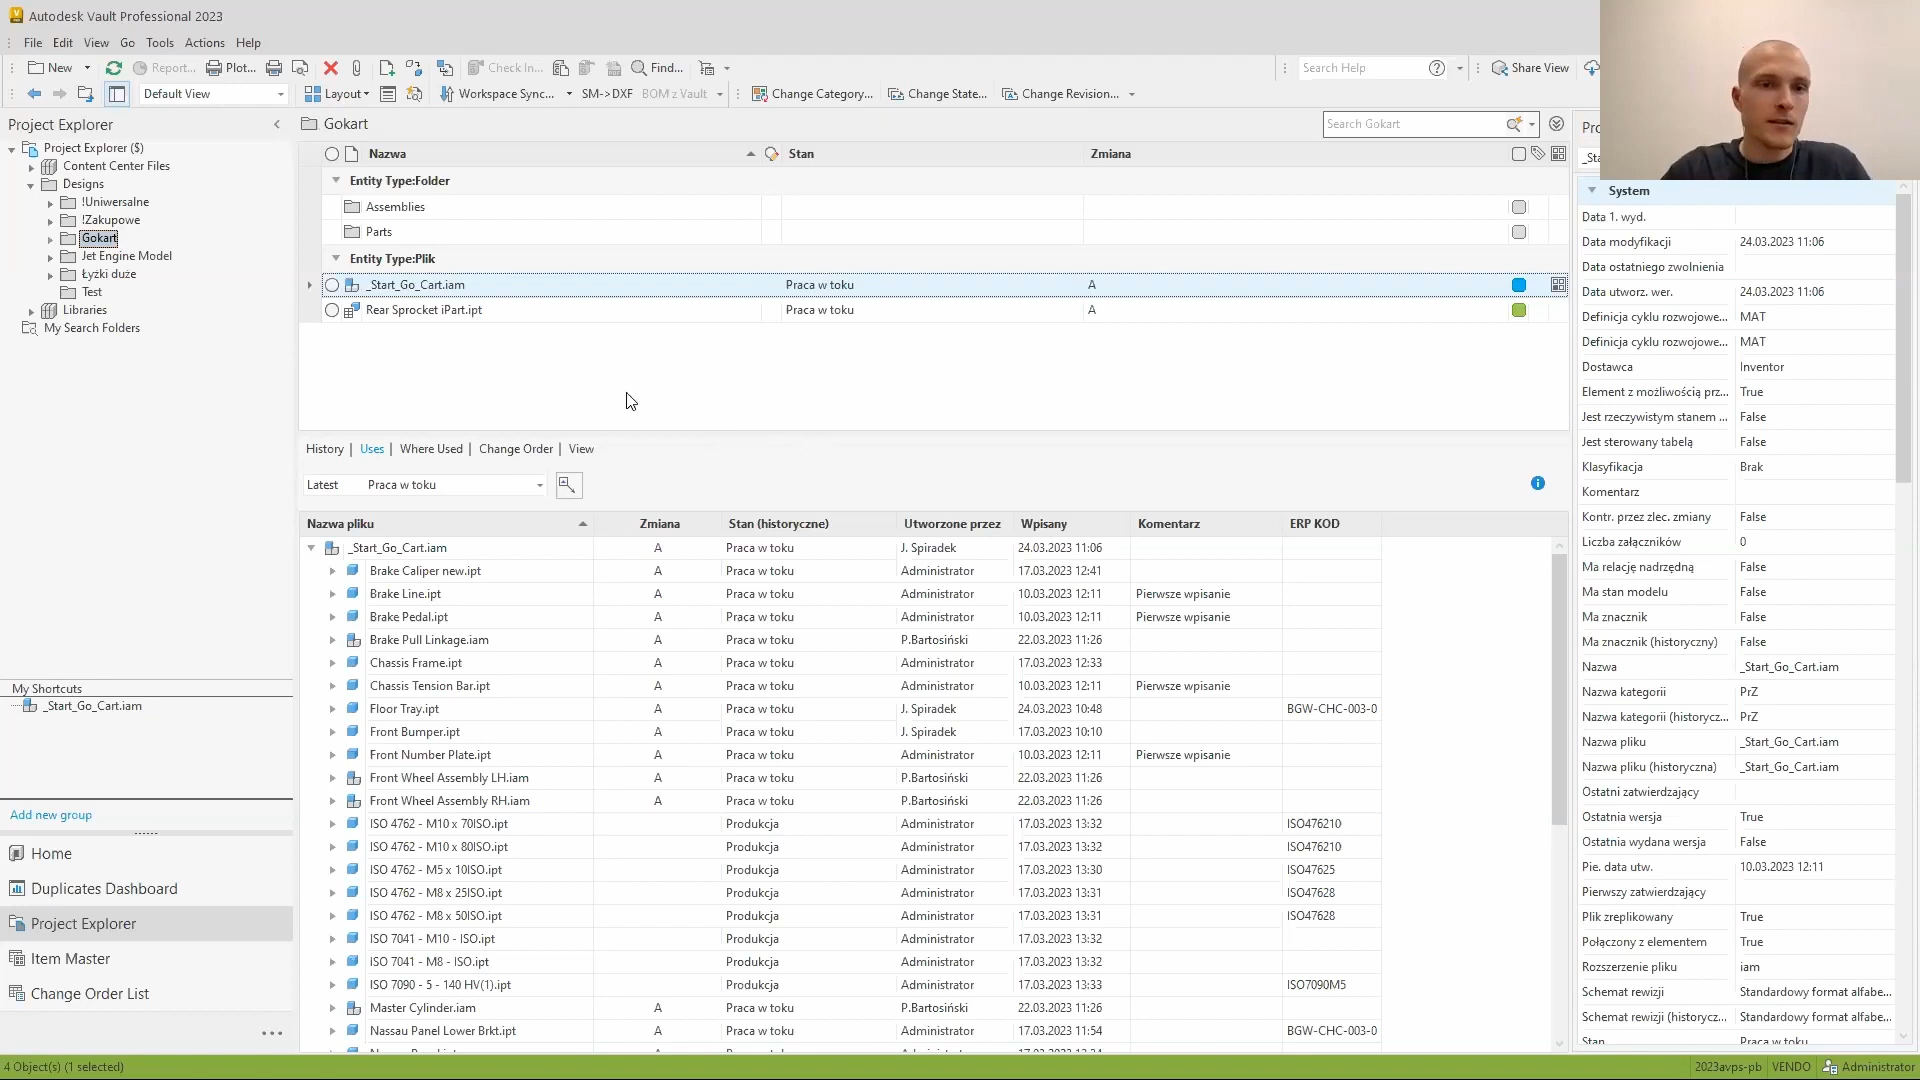 Autodesk Vault Professional 2023
File Edit View Go Tools Actions Help
New Report... Plot... Check In... Find... Search Help Share View
Default View Layout Workspace Sync... SM->DXF BOM z Vault Change Category... Change State... Change Revision...
Project Explorer
Project Explorer ($)
Content Center Files
Designs
!Uniwersalne
!Zakupowe
Gokart
Jet Engine Model
Łyżki duże
Test
Libraries
My Search Folders
My Shortcuts
_Start_Go_Cart.iam
Add new group
Home
Duplicates Dashboard
Project Explorer
Item Master
Change Order List
Gokart Search Gokart
Nazwa Stan Zmiana
Entity Type:Folder
Assemblies
Parts
Entity Type:Plik
_Start_Go_Cart.iam Praca w toku A
Rear Sprocket iPart.ipt Praca w toku A
History | Uses | Where Used | Change Order | View
Latest Praca w toku
Nazwa pliku Zmiana Stan (historyczne) Utworzone przez Wpisany Komentarz ERP KOD
_Start_Go_Cart.iam A Praca w toku J. Spiradek 24.03.2023 11:06
Brake Caliper new.ipt A Praca w toku Administrator 17.03.2023 12:41
Brake Line.ipt A Praca w toku Administrator 10.03.2023 12:11 Pierwsze wpisanie
Brake Pedal.ipt A Praca w toku Administrator 10.03.2023 12:11 Pierwsze wpisanie
Brake Pull Linkage.iam A Praca w toku P.Bartosiński 22.03.2023 11:26
Chassis Frame.ipt A Praca w toku Administrator 17.03.2023 12:33
Chassis Tension Bar.ipt A Praca w toku Administrator 10.03.2023 12:11 Pierwsze wpisanie
Floor Tray.ipt A Praca w toku J. Spiradek 24.03.2023 10:48 BGW-CHC-003-0
Front Bumper.ipt A Praca w toku J. Spiradek 17.03.2023 10:10
Front Number Plate.ipt A Praca w toku Administrator 10.03.2023 12:11 Pierwsze wpisanie
Front Wheel Assembly LH.iam A Praca w toku P.Bartosiński 22.03.2023 11:26
Front Wheel Assembly RH.iam A Praca w toku P.Bartosiński 22.03.2023 11:26
ISO 4762 - M10 x 70ISO.ipt Produkcja Administrator 17.03.2023 13:32 ISO476210
ISO 4762 - M10 x 80ISO.ipt Produkcja Administrator 17.03.2023 13:32 ISO476210
ISO 4762 - M5 x 10ISO.ipt Produkcja Administrator 17.03.2023 13:30 ISO47625
ISO 4762 - M8 x 25ISO.ipt Produkcja Administrator 17.03.2023 13:31 ISO47628
ISO 4762 - M8 x 50ISO.ipt Produkcja Administrator 17.03.2023 13:31 ISO47628
ISO 7041 - M10 - ISO.ipt Produkcja Administrator 17.03.2023 13:32
ISO 7041 - M8 - ISO.ipt Produkcja Administrator 17.03.2023 13:32
ISO 7090 - 5 - 140 HV(1).ipt Produkcja Administrator 17.03.2023 13:33 ISO7090M5
Master Cylinder.iam A Praca w toku P.Bartosiński 22.03.2023 11:26
Nassau Panel Lower Brkt.ipt A Praca w toku Administrator 17.03.2023 11:54 BGW-CHC-003-0
System
Data 1. wyd.
Data modyfikacji 24.03.2023 11:06
Data ostatniego zwolnienia
Data utworz. wer. 24.03.2023 11:06
Definicja cyklu rozwojowe... MAT
Definicja cyklu rozwojowe... MAT
Dostawca Inventor
Element z możliwością prz... True
Jest rzeczywistym stanem ... False
Jest sterowany tabelą False
Klasyfikacja Brak
Komentarz
Kontr. przez zlec. zmiany False
Liczba załączników 0
Ma relację nadrzędną False
Ma stan modelu False
Ma znacznik False
Ma znacznik (historyczny) False
Nazwa _Start_Go_Cart.iam
Nazwa kategorii PrZ
Nazwa kategorii (historycz... PrZ
Nazwa pliku _Start_Go_Cart.iam
Nazwa pliku (historyczna) _Start_Go_Cart.iam
Ostatni zatwierdzający
Ostatnia wersja True
Ostatnia wydana wersja False
Pie. data utw. 10.03.2023 12:11
Pierwszy zatwierdzający
Plik zreplikowany True
Połączony z elementem True
Rozszerzenie pliku iam
Schemat rewizji Standardowy format alfabe...
Schemat rewizji (historycz... Standardowy format alfabe...
Stan Praca w toku
4 Object(s) (1 selected) 2023avps-pb VENDO Administrator